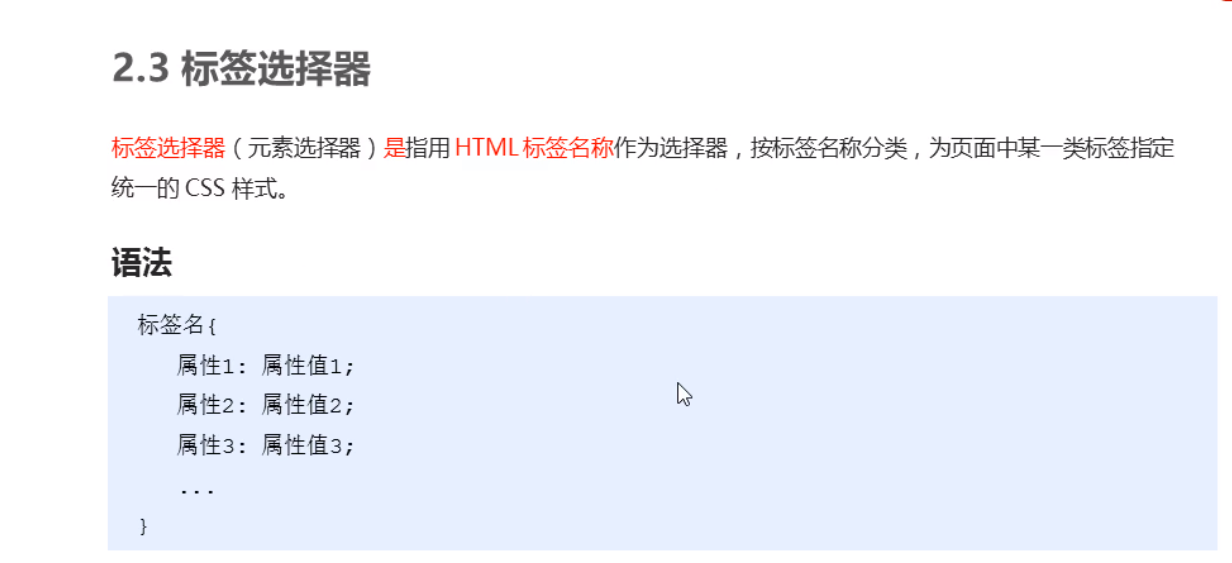 2.3 标签选择器
标签选择器（元素选择器）是指用 HTML 标签名称作为选择器，按标签名称分类，为页面中某一类标签指定
统一的 CSS 样式。
语法
标签名{
属性1: 属性值1;
属性2: 属性值2;
属性3: 属性值3;
...
}